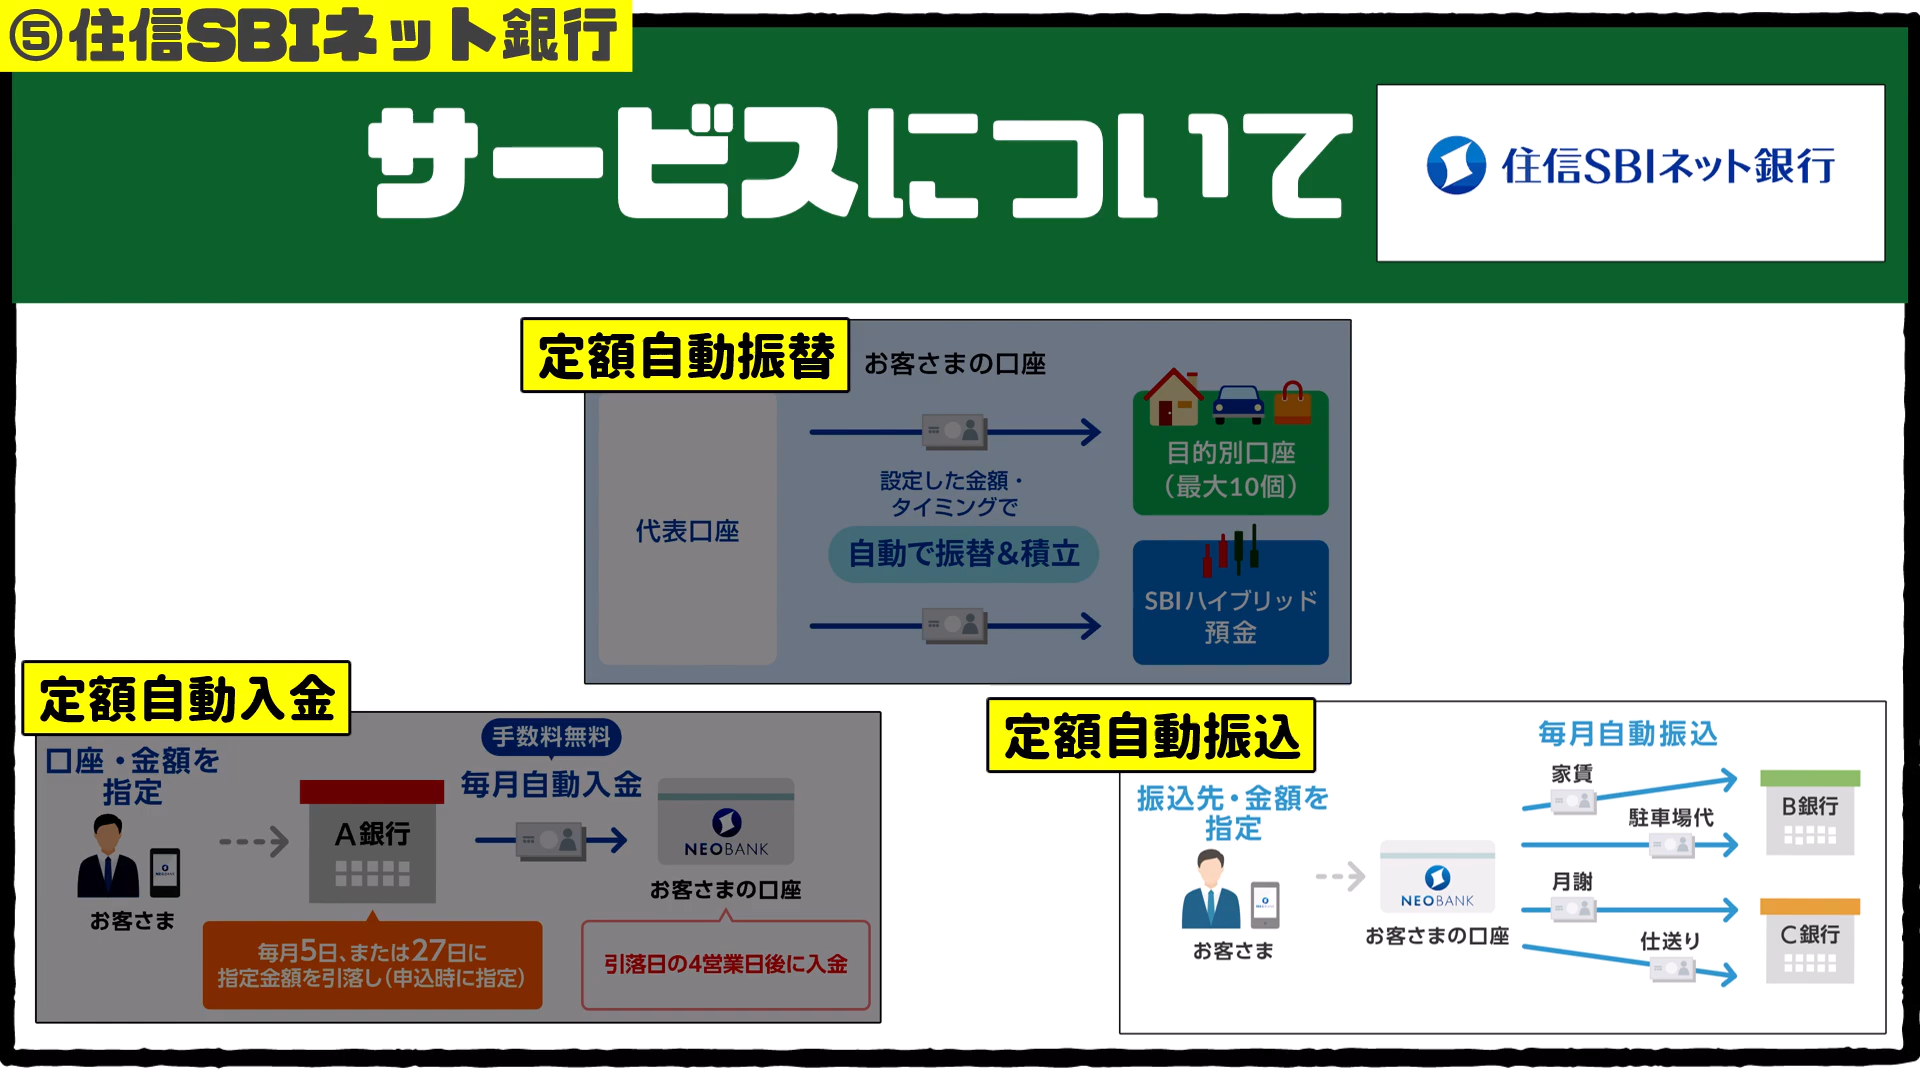 ⑤住信SBIネット銀行
サービスについて
住信SBIネット銀行
定額自動振替
お客さまの口座
代表口座
設定した金額・
タイミングで
自動で振替&積立
目的別口座
（最大10個）
SBIハイブリッド
預金
定額自動入金
口座・金額を
指定
お客さま
A銀行
手数料無料
毎月自動入金
NEOBANK
お客さまの口座
毎月5日、または27日に
指定金額を引落し（申込時に指定）
引落日の4営業日後に入金
定額自動振込
振込先・金額を
指定
お客さま
NEOBANK
お客さまの口座
毎月自動振込
家賃
駐車場代
月謝
仕送り
B銀行
C銀行